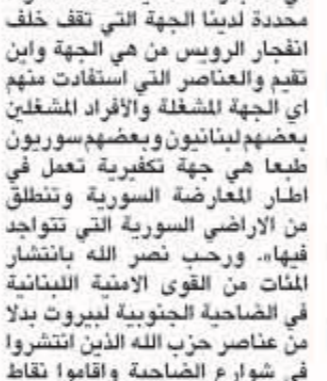 محددة لدينا الجهة التي تقف خلف
انفجار الرويس من هي الجهة واين
تقيم والعناصر التي استفادت منهم
اي الجهة المشغلة والأفراد المشغلين
بعضهم لبنانيون وبعضهم سوريون
طبعا هي جهة تكفيرية تعمل في
اطار المعارضة السورية وتنطلق
من الاراضي السورية التي تتواجد
فيها». ورحب نصر الله بانتشار
المئات من القوى الامنية اللبنانية
في الضاحية الجنوبية لبيروت بدلا
من عناصر حزب الله الذين انتشروا
في شوارع الضاحية واقاموا نقاط